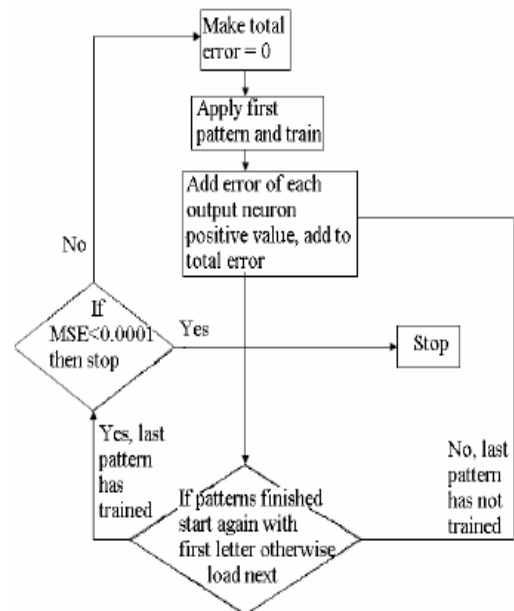 Make total
error = 0
Apply first
pattern and train
Add error of each
output neuron
positive value, add to
total error
No
If
MSE<0.0001
then stop
Yes
Stop
Yes, last
pattern
has
trained
No, last
pattern
has not
trained
If patterns finished
start again with
first letter otherwise
load next